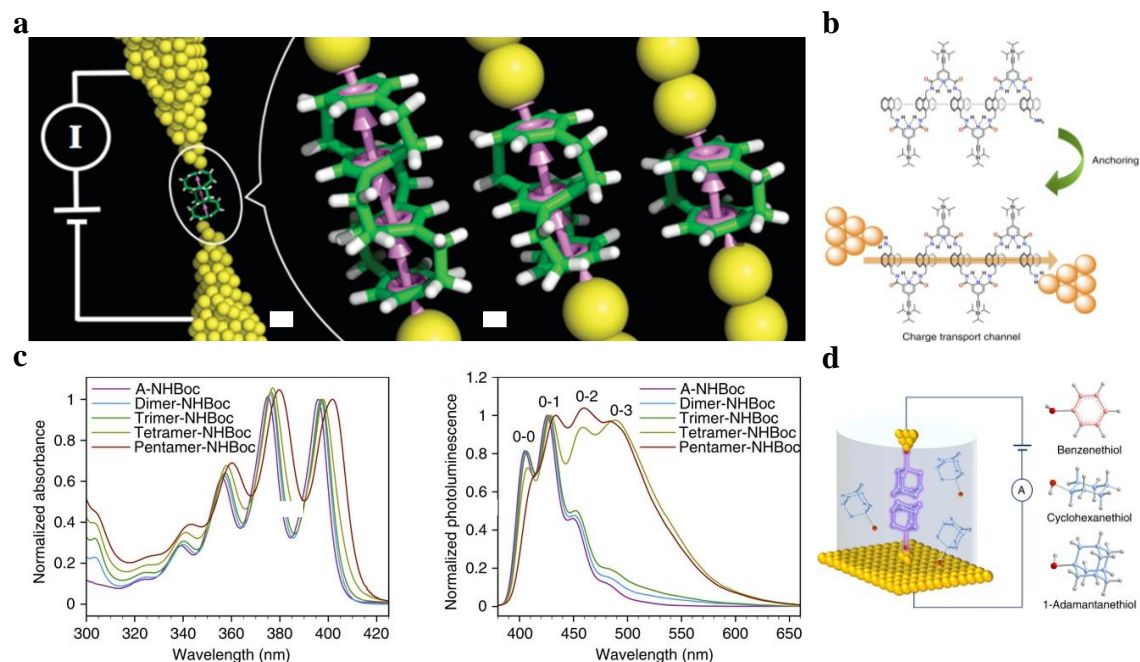 a
I
b
Anchoring
Charge transport channel
c
Normalized absorbance
1
0.8
0.6
0.4
0.2
0
300
320
340
360
380
400
420
Wavelength (nm)
A-NHBoc
Dimer-NHBoc
Trimer-NHBoc
Tetramer-NHBoc
Pentamer-NHBoc
Normalized photoluminescence
1.2
1
0.8
0.6
0.4
0.2
0
400
450
500
550
600
650
Wavelength (nm)
A-NHBoc
Dimer-NHBoc
Trimer-NHBoc
Tetramer-NHBoc
Pentamer-NHBoc
0-0
0-1
0-2
0-3
d
A
Benzenethiol
Cyclohexanethiol
1-Adamantanethiol